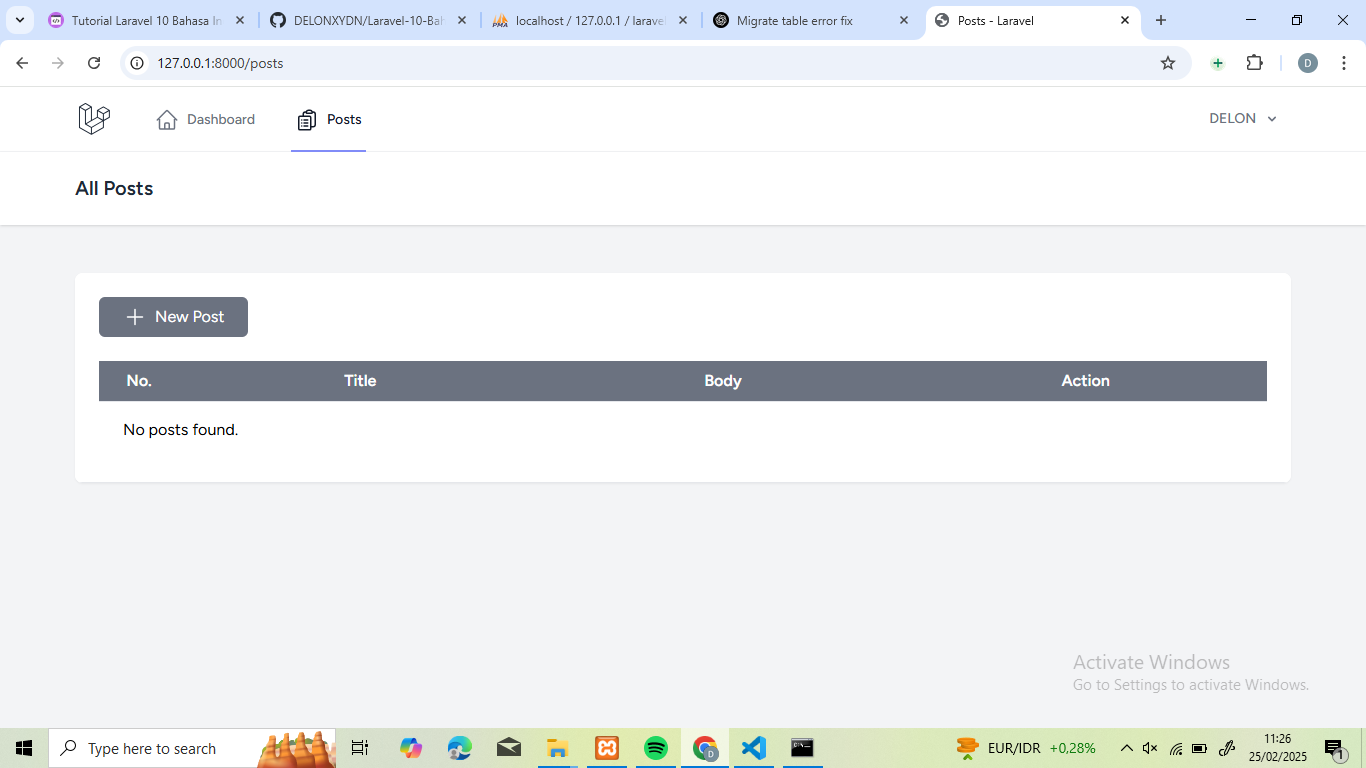 Tutorial Laravel 10 Bahasa In
DELONXYDN/Laravel-10-Bah
localhost / 127.0.0.1 / laravel
Migrate table error fix
Posts - Laravel
127.0.0.1:8000/posts
D
Dashboard
Posts
DELON
All Posts
New Post
No. Title Body Action
No posts found.
Activate Windows
Go to Settings to activate Windows.
Type here to search
D
EUR/IDR +0,28%
11:26
25/02/2025
1